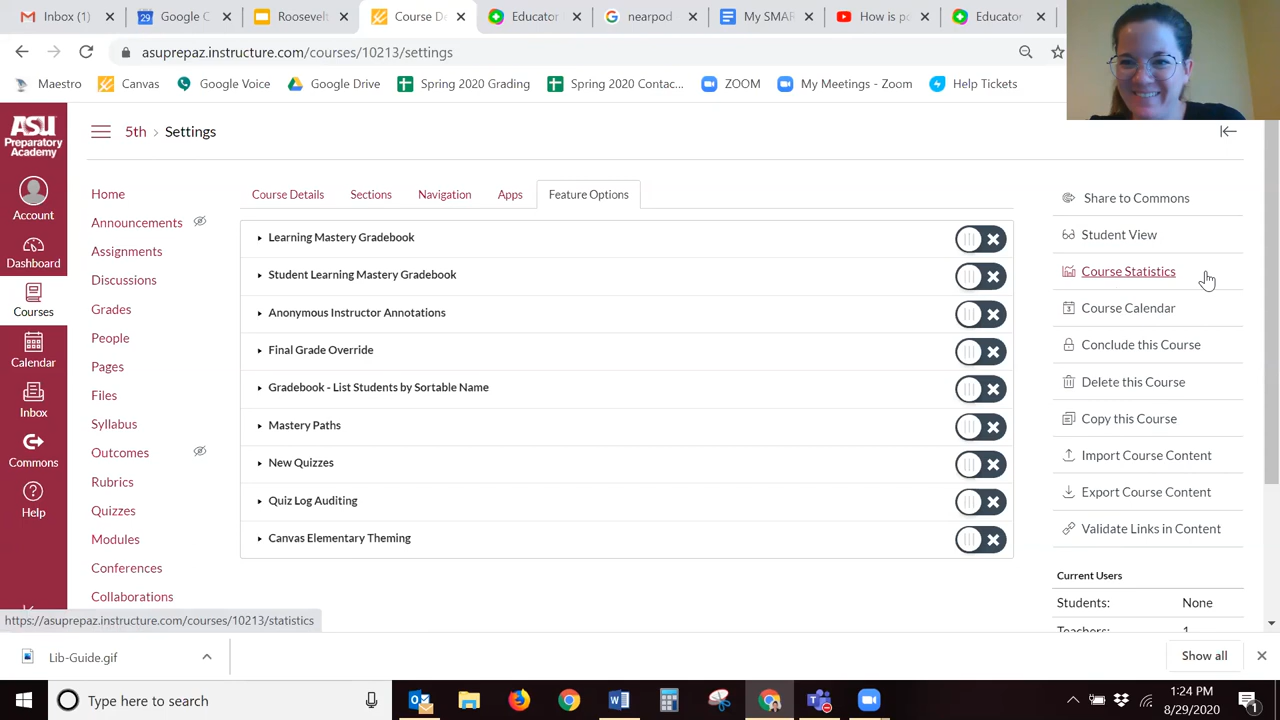 Inbox (1)
Google C
Roosevelt
Course D
Educator
nearpod
My SMAR
How is po
Educator
asuprepaz.instructure.com/courses/10213/settings
Maestro
Canvas
Google Voice
Google Drive
Spring 2020 Grading
Spring 2020 Contac...
ZOOM
My Meetings - Zoom
Help Tickets
ASU
Preparatory
Academy
Account
Dashboard
Courses
Calendar
Inbox
Commons
Help
5th > Settings
Home
Announcements
Assignments
Discussions
Grades
People
Pages
Files
Syllabus
Outcomes
Rubrics
Quizzes
Modules
Conferences
Collaborations
Course Details
Sections
Navigation
Apps
Feature Options
Learning Mastery Gradebook
Student Learning Mastery Gradebook
Anonymous Instructor Annotations
Final Grade Override
Gradebook - List Students by Sortable Name
Mastery Paths
New Quizzes
Quiz Log Auditing
Canvas Elementary Theming
Share to Commons
Student View
Course Statistics
Course Calendar
Conclude this Course
Delete this Course
Copy this Course
Import Course Content
Export Course Content
Validate Links in Content
Current Users
Students: None
Teachers: 1
https://asuprepaz.instructure.com/courses/10213/statistics
Lib-Guide.gif
Show all
Type here to search
1:24 PM
8/29/2020
1